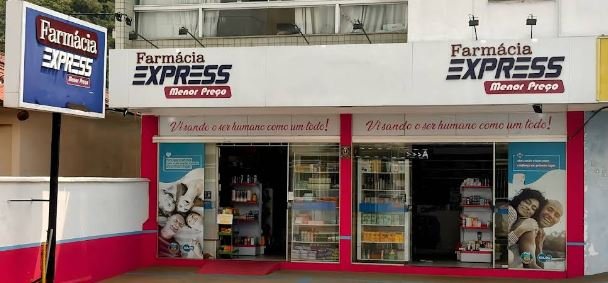 Farmácia
EXPRESS
Menor Preço
Farmácia
EXPRESS
Menor Preço
Farmácia
EXPRESS
Menor Preço
Visando o ser humano como um todo!
Visando o ser humano como um todo!